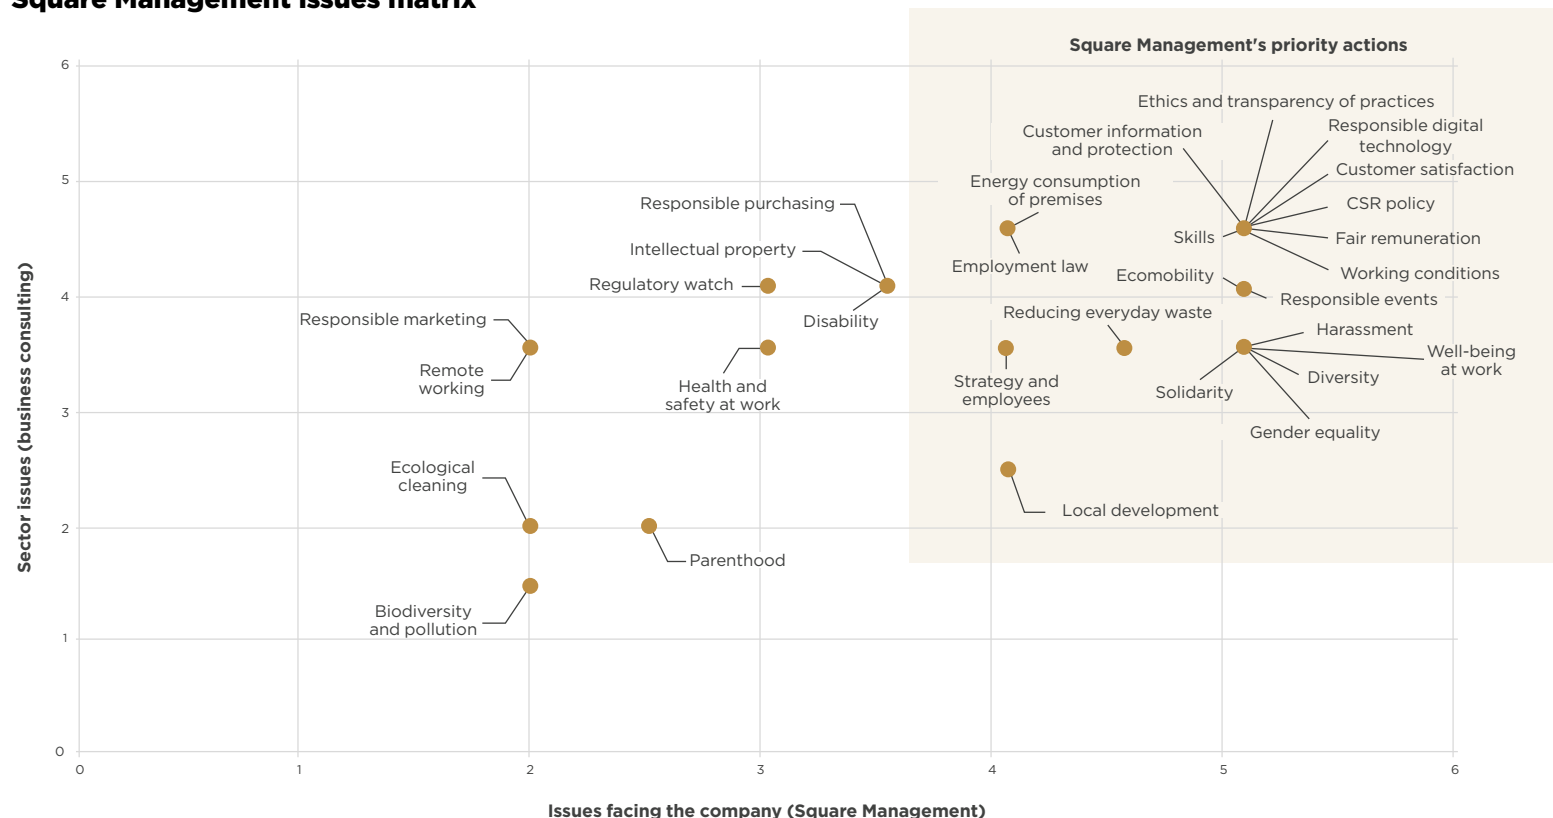 Square Management issues matrix
Square Management's priority actions
6
Ethics and transparency of practices
Customer information
and protection
Responsible digital
technology
Customer satisfaction
5
Energy consumption
of premises
Responsible purchasing
CSR policy
Skills
Fair remuneration
Intellectual property
Employment law
Working conditions
Regulatory watch
Ecomobility
4
Responsible events
Disability
Reducing everyday waste
Responsible marketing
Harassment
Remote
working
Health and
safety at work
Strategy and
employees
Solidarity
Diversity
Well-being
at work
3
Gender equality
Ecological
cleaning
Local development
2
Parenthood
Biodiversity
and pollution
1
0
0
1
2
3
4
5
6
Sector issues (business consulting)
Issues facing the company (Square Management)